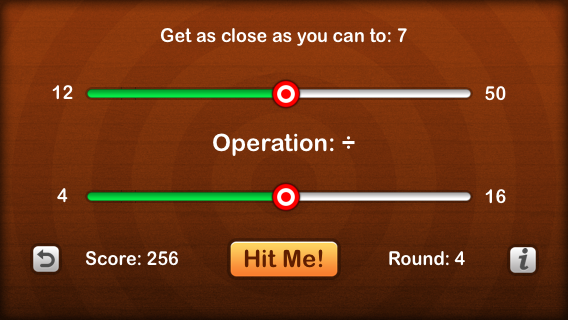 Get as close as you can to: 7
12 50
Operation: ÷
4 16
Score: 256 Hit Me! Round: 4 i